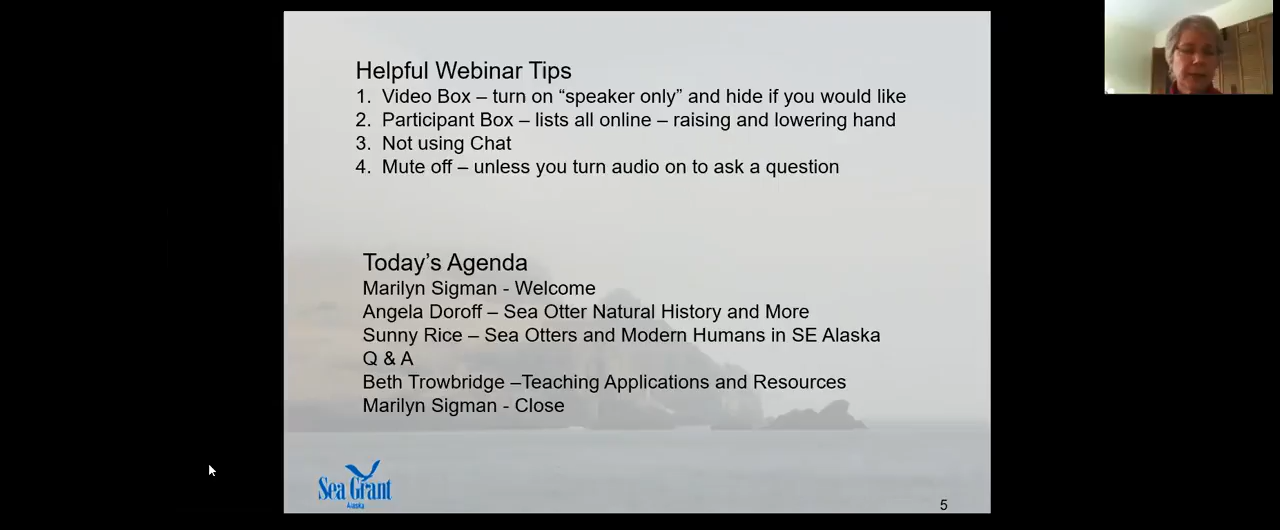 Helpful Webinar Tips
1. Video Box – turn on “speaker only” and hide if you would like
2. Participant Box – lists all online – raising and lowering hand
3. Not using Chat
4. Mute off – unless you turn audio on to ask a question
Today’s Agenda
Marilyn Sigman - Welcome
Angela Doroff – Sea Otter Natural History and More
Sunny Rice – Sea Otters and Modern Humans in SE Alaska
Q & A
Beth Trowbridge –Teaching Applications and Resources
Marilyn Sigman - Close
Sea Grant
Alaska
5